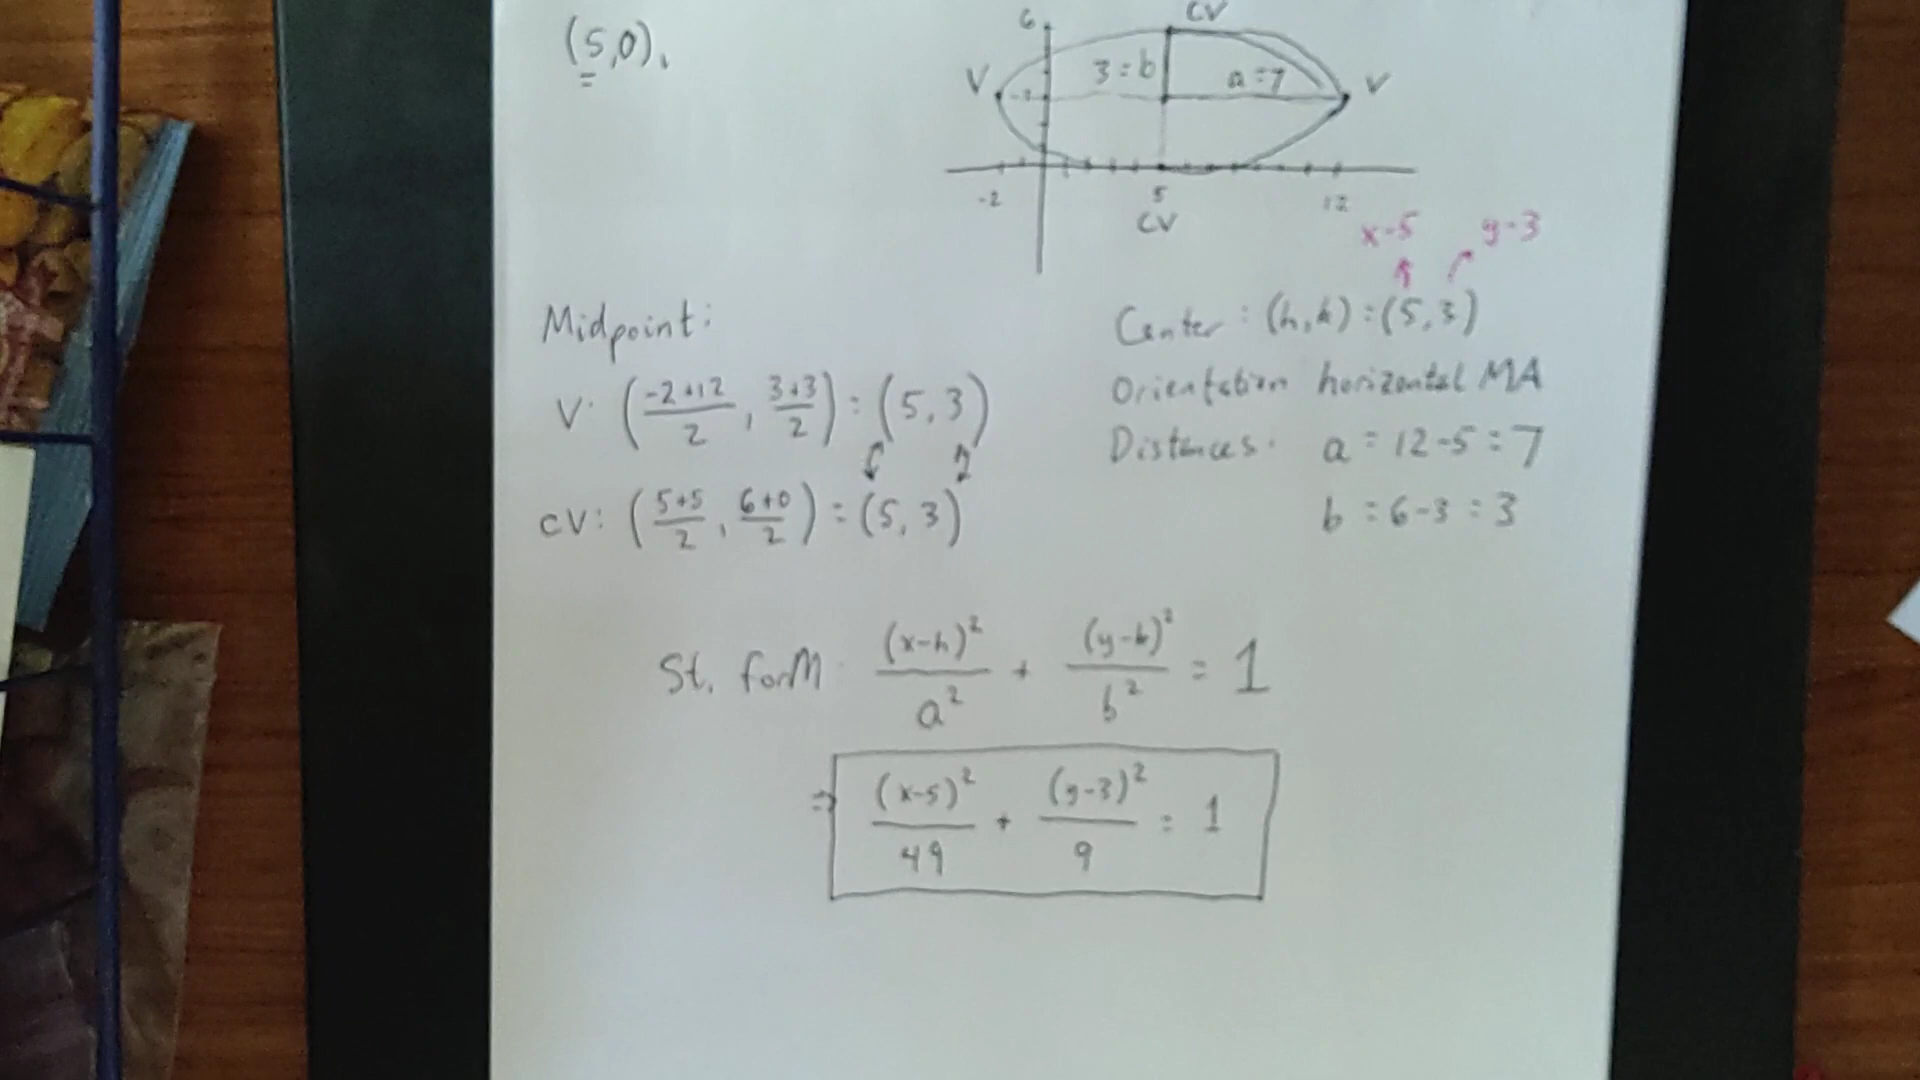 (5,0),
6 CV
V 3=b a=7 V
-3
-2 5 12
CV
x-5 y-3
Midpoint:
V: (-2+12/2, 3+3/2) = (5,3)
CV: (5+5/2, 6+0/2) = (5,3)
Center: (h,k) = (5,3)
Orientation horizontal MA
Distances: a = 12-5 = 7
b = 6-3 = 3
St. forM: (x-h)²/a² + (y-k)²/b² = 1
⇒ (x-5)²/49 + (y-3)²/9 = 1